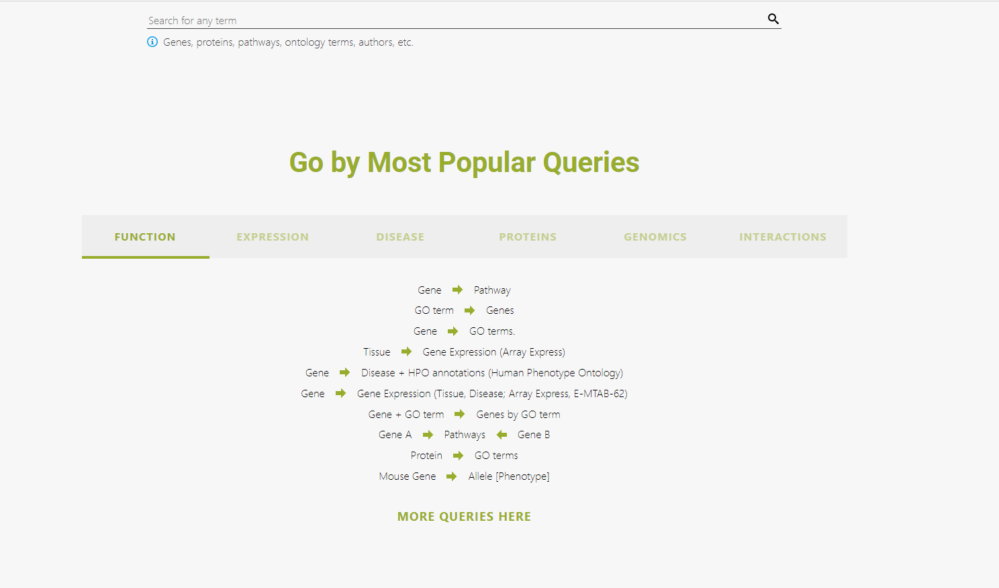 Search for any term
Genes, proteins, pathways, ontology terms, authors, etc.
Go by Most Popular Queries
FUNCTION EXPRESSION DISEASE PROTEINS GENOMICS INTERACTIONS
Gene → Pathway
GO term → Genes
Gene → GO terms.
Tissue → Gene Expression (Array Express)
Gene → Disease + HPO annotations (Human Phenotype Ontology)
Gene → Gene Expression (Tissue, Disease; Array Express, E-MTAB-62)
Gene + GO term → Genes by GO term
Gene A → Pathways ← Gene B
Protein → GO terms
Mouse Gene → Allele [Phenotype]
MORE QUERIES HERE